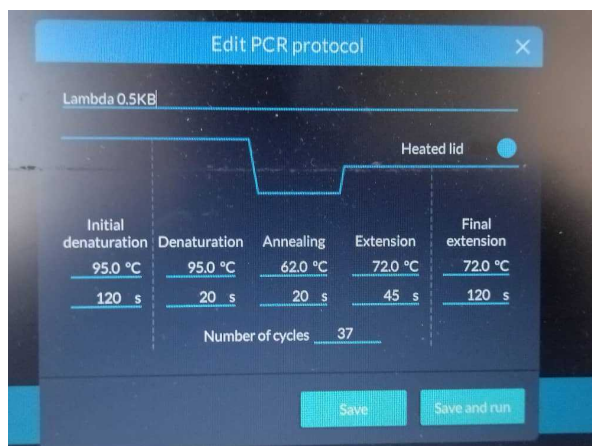 Edit PCR protocol
Lambda 0.5KB
Heated lid
Initial denaturation Denaturation Annealing Extension Final extension
95.0 °C 95.0 °C 62.0 °C 72.0 °C 72.0 °C
120 s 20 s 20 s 45 s 120 s
Number of cycles 37
Save Save and run